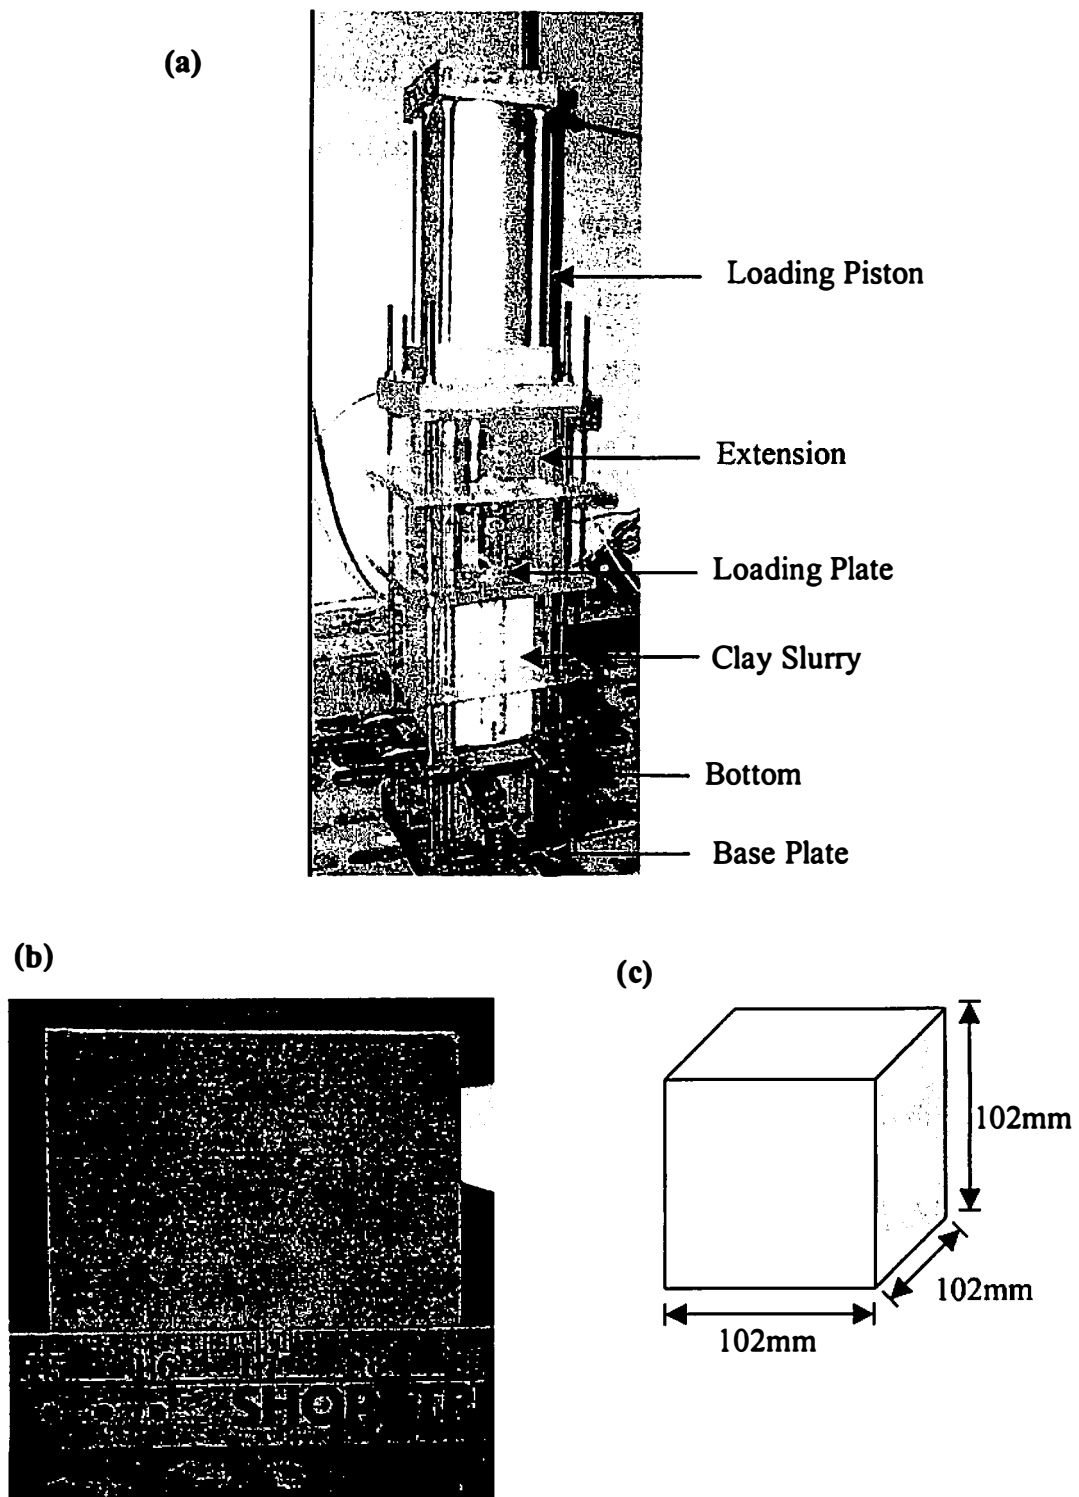 (a)
Loading Piston
Extension
Loading Plate
Clay Slurry
Bottom
Base Plate
(b)
(c)
102mm
102mm
102mm